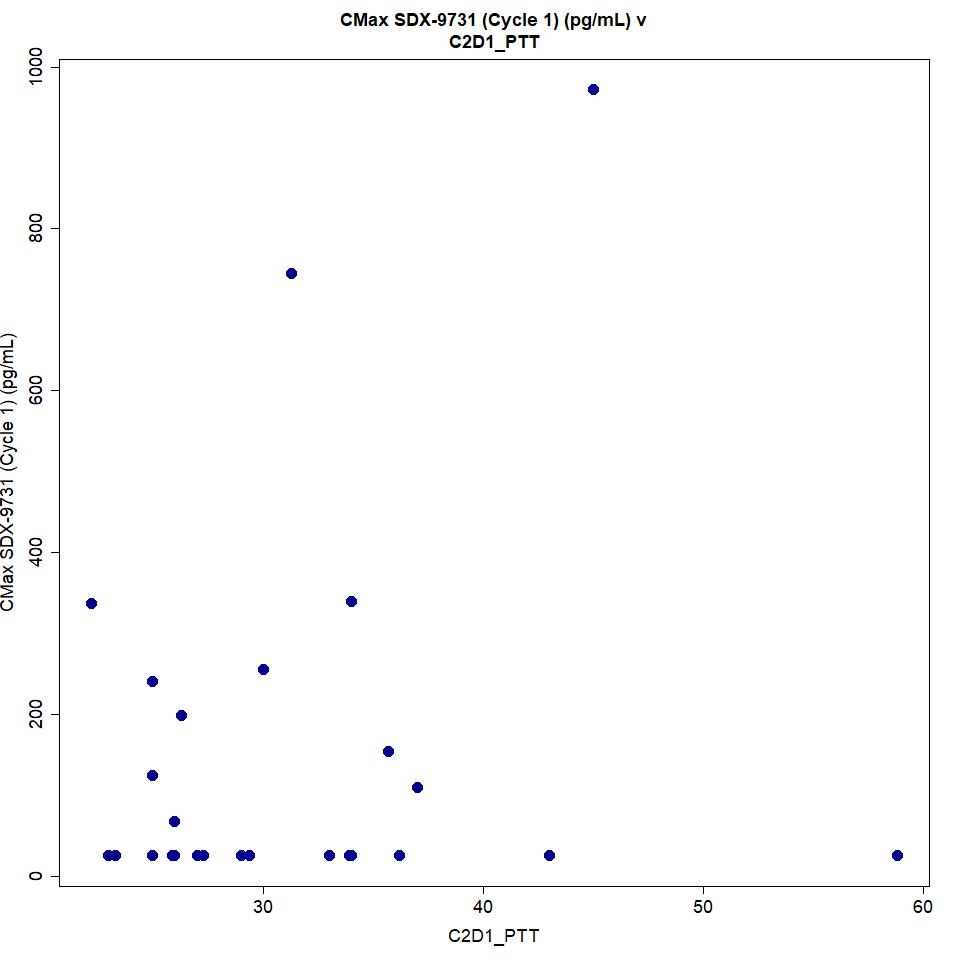 CMax SDX-9731 (Cycle 1) (pg/mL) v
C2D1_PTT
CMax SDX-9731 (Cycle 1) (pg/mL)
1000
800
600
400
200
0
30 40 50 60
C2D1_PTT